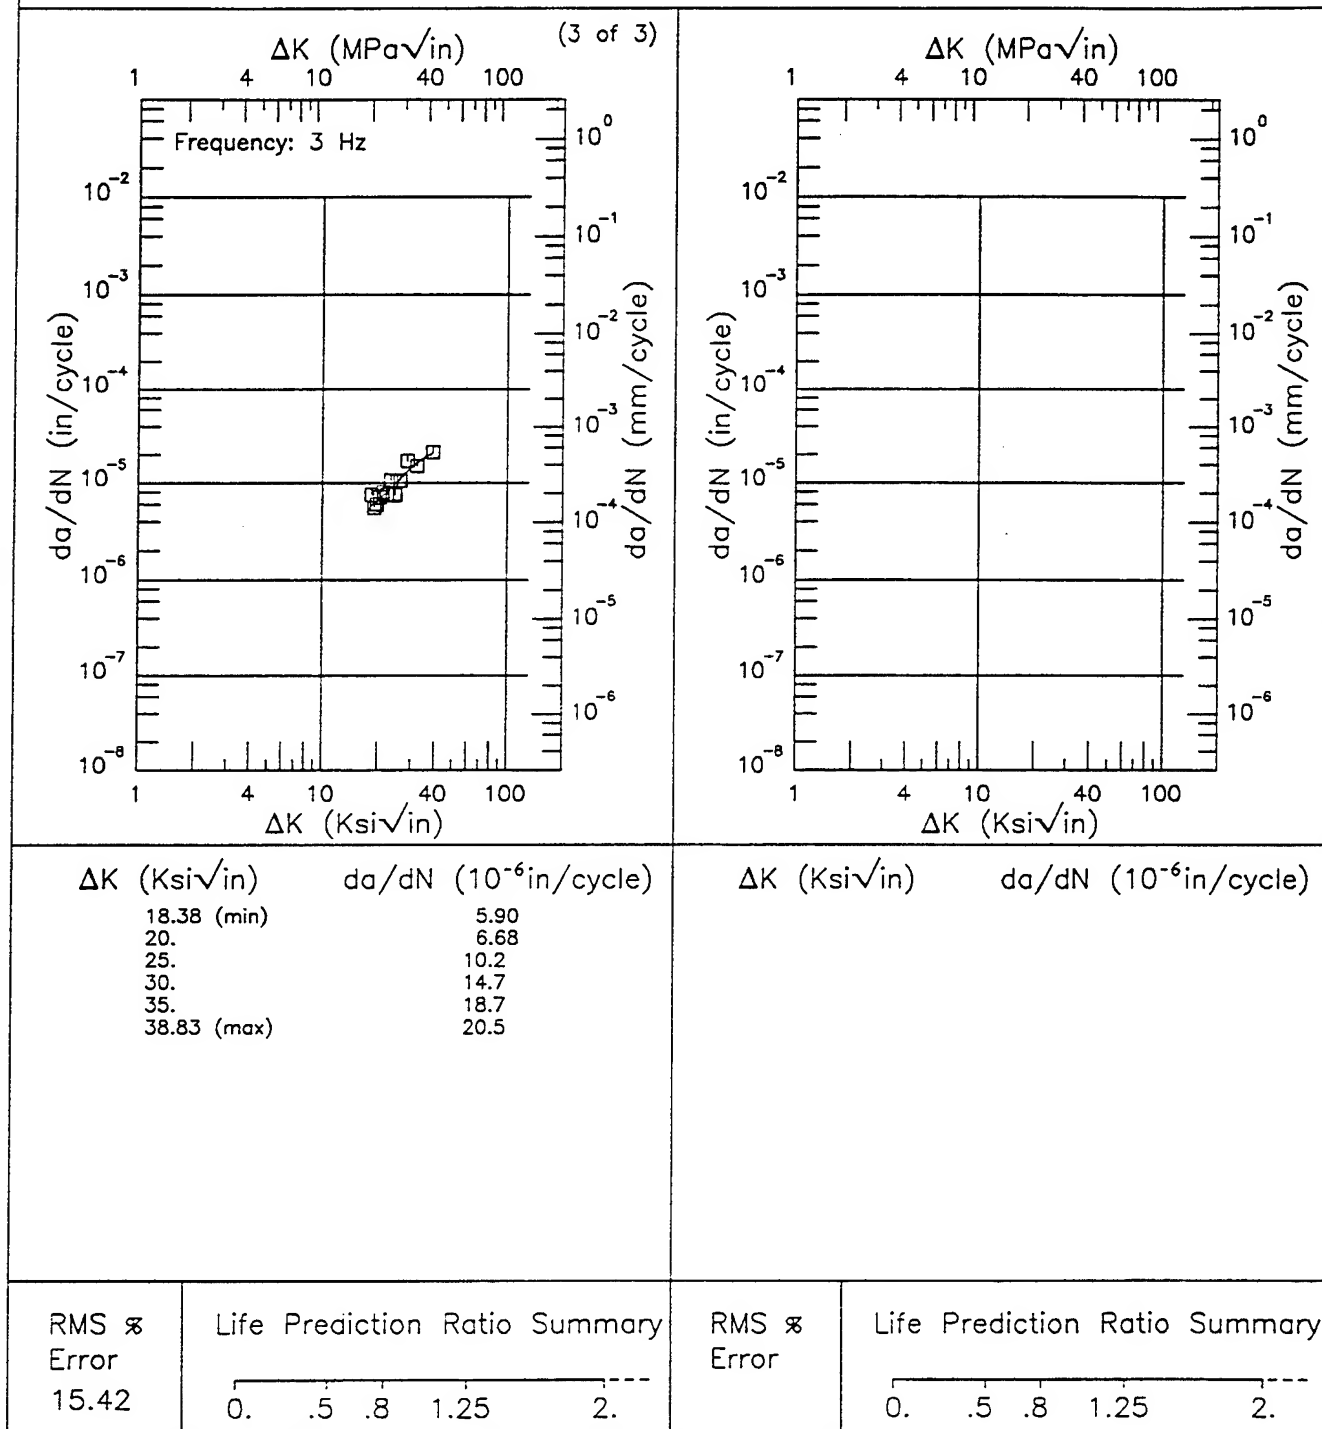 (3 of 3)
ΔK (MPa√in)
1 4 10 40 100
Frequency: 3 Hz
10⁰
10⁻²
10⁻¹
10⁻³
10⁻²
10⁻⁴
10⁻³
10⁻⁵
10⁻⁴
10⁻⁶
10⁻⁵
10⁻⁷
10⁻⁶
10⁻⁸
da/dN (in/cycle)
da/dN (mm/cycle)
1 4 10 40 100
ΔK (Ksi√in)
ΔK (MPa√in)
1 4 10 40 100
10⁰
10⁻²
10⁻¹
10⁻³
10⁻²
10⁻⁴
10⁻³
10⁻⁵
10⁻⁴
10⁻⁶
10⁻⁵
10⁻⁷
10⁻⁶
10⁻⁸
da/dN (in/cycle)
da/dN (mm/cycle)
1 4 10 40 100
ΔK (Ksi√in)
ΔK (Ksi√in) da/dN (10⁻⁶in/cycle)
18.38 (min) 5.90
20. 6.68
25. 10.2
30. 14.7
35. 18.7
38.83 (max) 20.5
ΔK (Ksi√in) da/dN (10⁻⁶in/cycle)
RMS %
Error
15.42
Life Prediction Ratio Summary
0. .5 .8 1.25 2.
RMS %
Error
Life Prediction Ratio Summary
0. .5 .8 1.25 2.